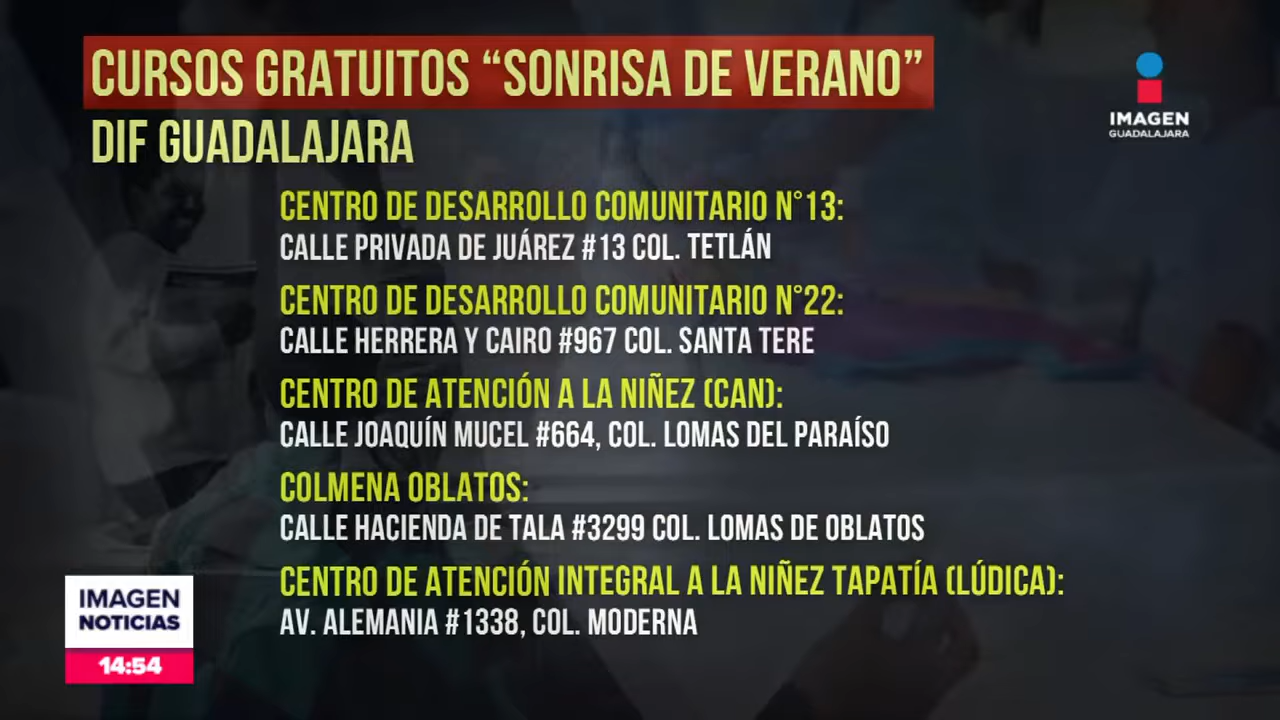 CURSOS GRATUITOS “SONRISA DE VERANO”
DIF GUADALAJARA
IMAGEN
GUADALAJARA
CENTRO DE DESARROLLO COMUNITARIO N°13:
CALLE PRIVADA DE JUÁREZ #13 COL. TETLÁN
CENTRO DE DESARROLLO COMUNITARIO N°22:
CALLE HERRERA Y CAIRO #967 COL. SANTA TERE
CENTRO DE ATENCIÓN A LA NIÑEZ (CAN):
CALLE JOAQUÍN MUCEL #664, COL. LOMAS DEL PARAÍSO
COLMENA OBLATOS:
CALLE HACIENDA DE TALA #3299 COL. LOMAS DE OBLATOS
CENTRO DE ATENCIÓN INTEGRAL A LA NIÑEZ TAPATÍA (LÚDICA):
AV. ALEMANIA #1338, COL. MODERNA
IMAGEN
NOTICIAS
14:54